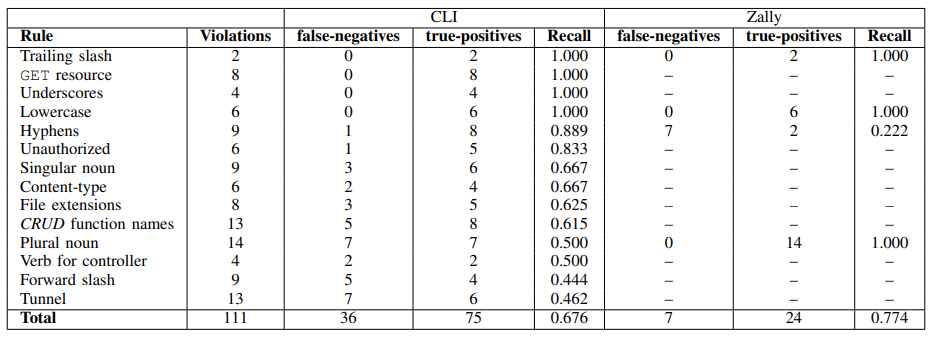 CLI Zally
Rule Violations false-negatives true-positives Recall false-negatives true-positives Recall
Trailing slash 2 0 2 1.000 0 2 1.000
GET resource 8 0 8 1.000 – – –
Underscores 4 0 4 1.000 – – –
Lowercase 6 0 6 1.000 0 6 1.000
Hyphens 9 1 8 0.889 7 2 0.222
Unauthorized 6 1 5 0.833 – – –
Singular noun 9 3 6 0.667 – – –
Content-type 6 2 4 0.667 – – –
File extensions 8 3 5 0.625 – – –
CRUD function names 13 5 8 0.615 – – –
Plural noun 14 7 7 0.500 0 14 1.000
Verb for controller 4 2 2 0.500 – – –
Forward slash 9 5 4 0.444 – – –
Tunnel 13 7 6 0.462 – – –
Total 111 36 75 0.676 7 24 0.774